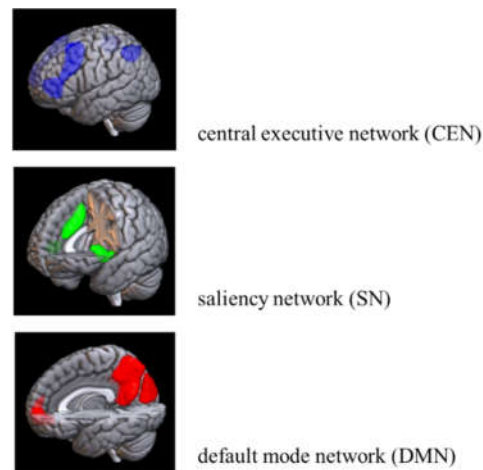 central executive network (CEN)
saliency network (SN)
default mode network (DMN)